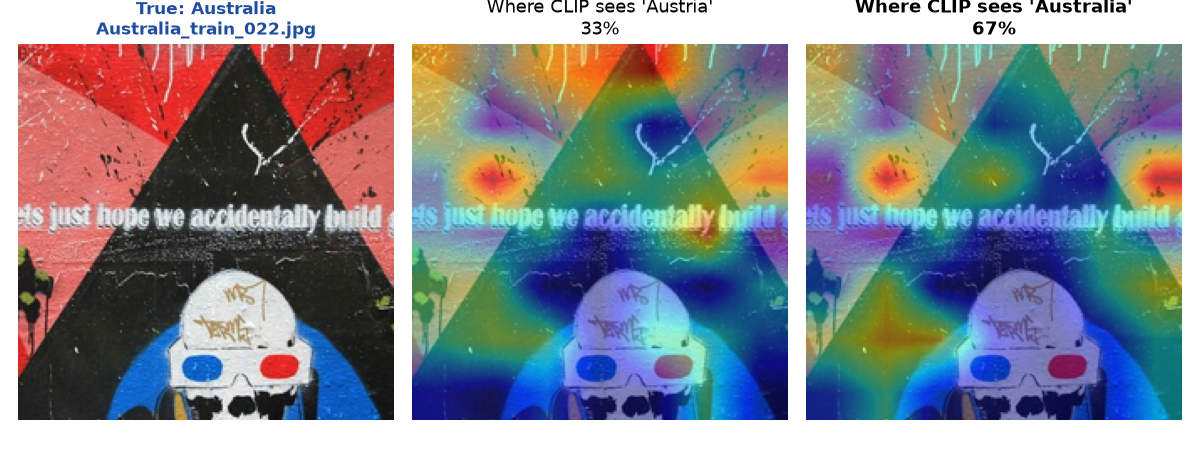 True: Australia
Australia_train_022.jpg
Where CLIP sees 'Austria'
33%
Where CLIP sees 'Australia'
67%
ets just hope we accidentally build
ets just hope we accidentally build
ets just hope we accidentally build